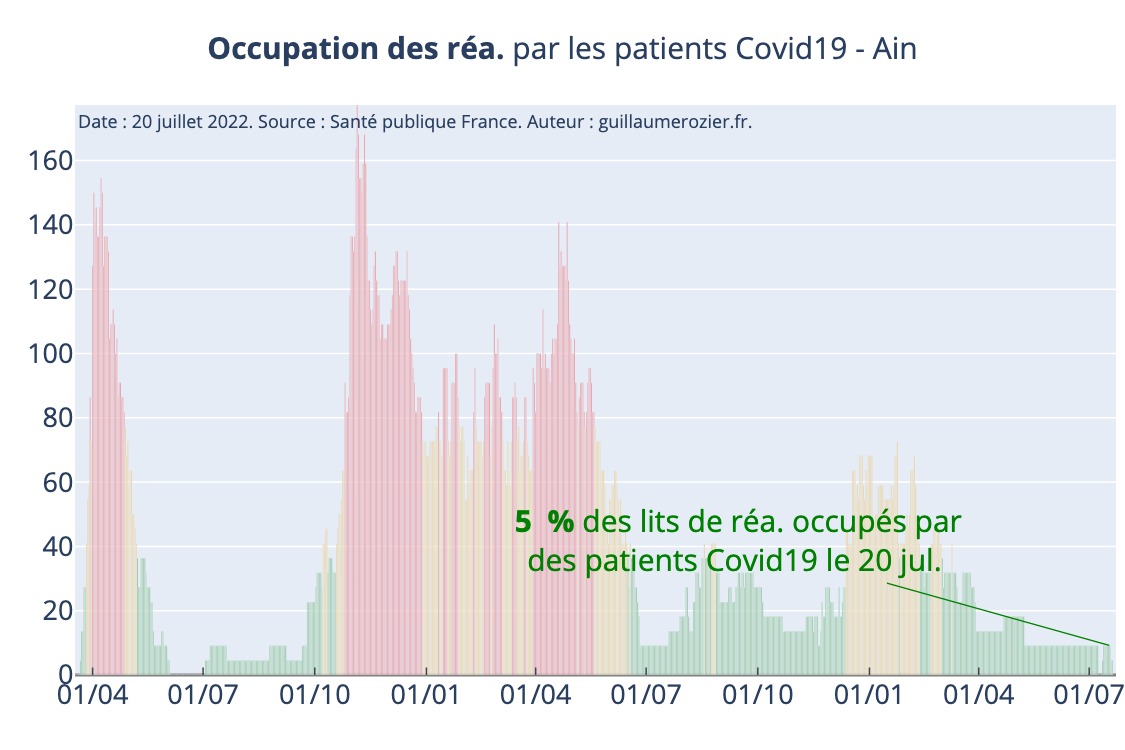 Occupation des réa. par les patients Covid19 - Ain
Date : 20 juillet 2022. Source : Santé publique France. Auteur : guillaumerozier.fr.
160
140
120
100
80
60
40
20
0
5 % des lits de réa. occupés par
des patients Covid19 le 20 jul.
01/04 01/07 01/10 01/01 01/04 01/07 01/10 01/01 01/04 01/07